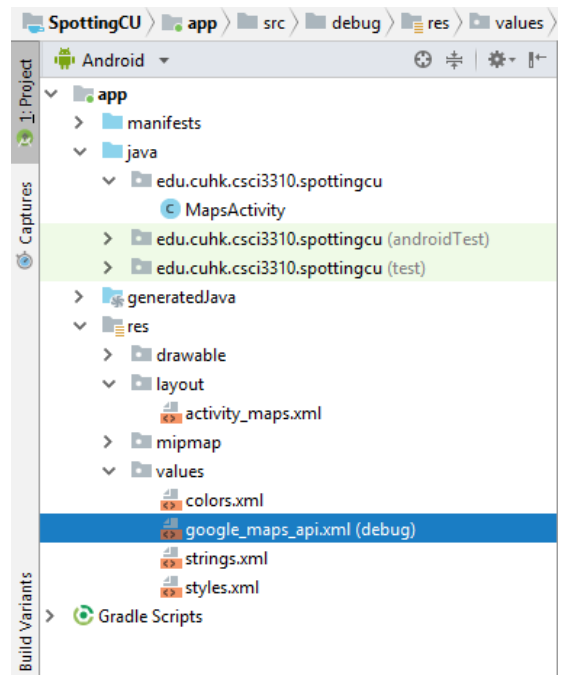 SpottingCU app src debug res values
Android
1: Project
Captures
Build Variants
app
manifests
java
edu.cuhk.csci3310.spottingcu
C MapsActivity
edu.cuhk.csci3310.spottingcu (androidTest)
edu.cuhk.csci3310.spottingcu (test)
generatedJava
res
drawable
layout
activity_maps.xml
mipmap
values
colors.xml
google_maps_api.xml (debug)
strings.xml
styles.xml
Gradle Scripts